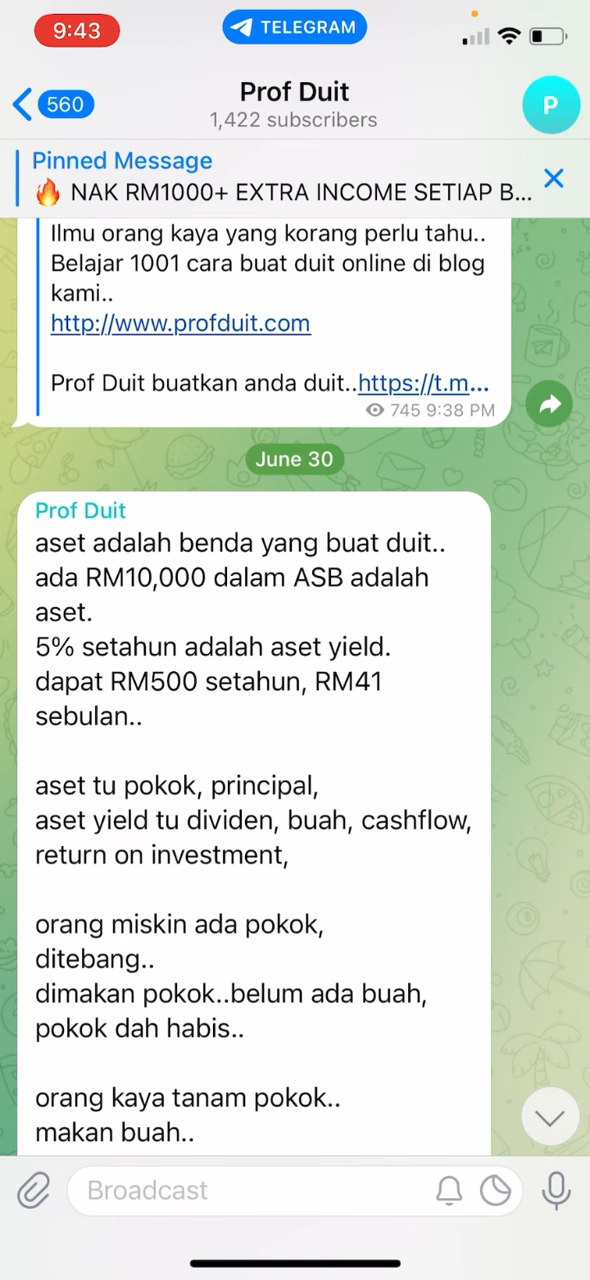 9:43
TELEGRAM
560
Prof Duit
1,422 subscribers
P
Pinned Message
🔥 NAK RM1000+ EXTRA INCOME SETIAP B...
Ilmu orang kaya yang korang perlu tahu..
Belajar 1001 cara buat duit online di blog
kami..
http://www.profduit.com
Prof Duit buatkan anda duit..https://t.m...
745 9:38 PM
June 30
Prof Duit
aset adalah benda yang buat duit..
ada RM10,000 dalam ASB adalah
aset.
5% setahun adalah aset yield.
dapat RM500 setahun, RM41
sebulan..
aset tu pokok, principal,
aset yield tu dividen, buah, cashflow,
return on investment,
orang miskin ada pokok,
ditebang..
dimakan pokok..belum ada buah,
pokok dah habis..
orang kaya tanam pokok..
makan buah..
Broadcast